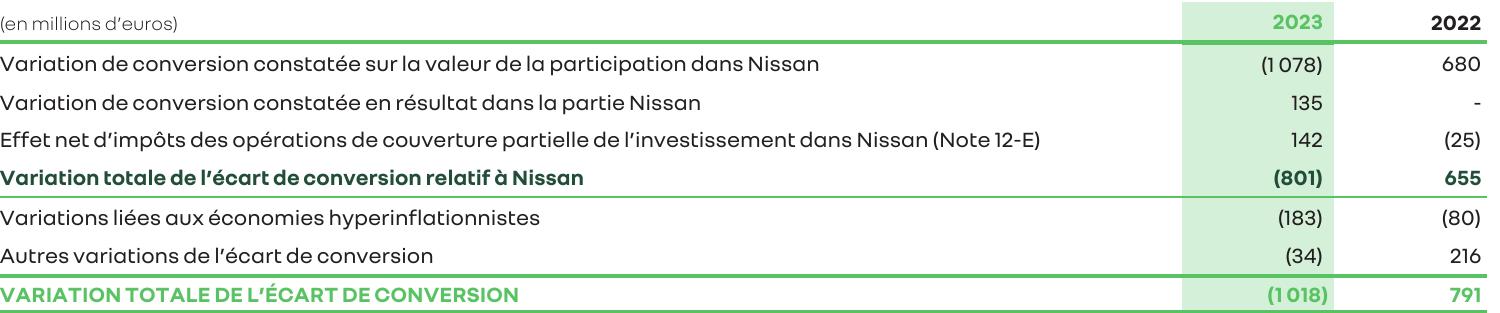 (en millions d’euros) 2023 2022
Variation de conversion constatée sur la valeur de la participation dans Nissan (1 078) 680
Variation de conversion constatée en résultat dans la partie Nissan 135 -
Effet net d’impôts des opérations de couverture partielle de l’investissement dans Nissan (Note 12-E) 142 (25)
Variation totale de l’écart de conversion relatif à Nissan (801) 655
Variations liées aux économies hyperinflationnistes (183) (80)
Autres variations de l’écart de conversion (34) 216
VARIATION TOTALE DE L’ÉCART DE CONVERSION (1 018) 791